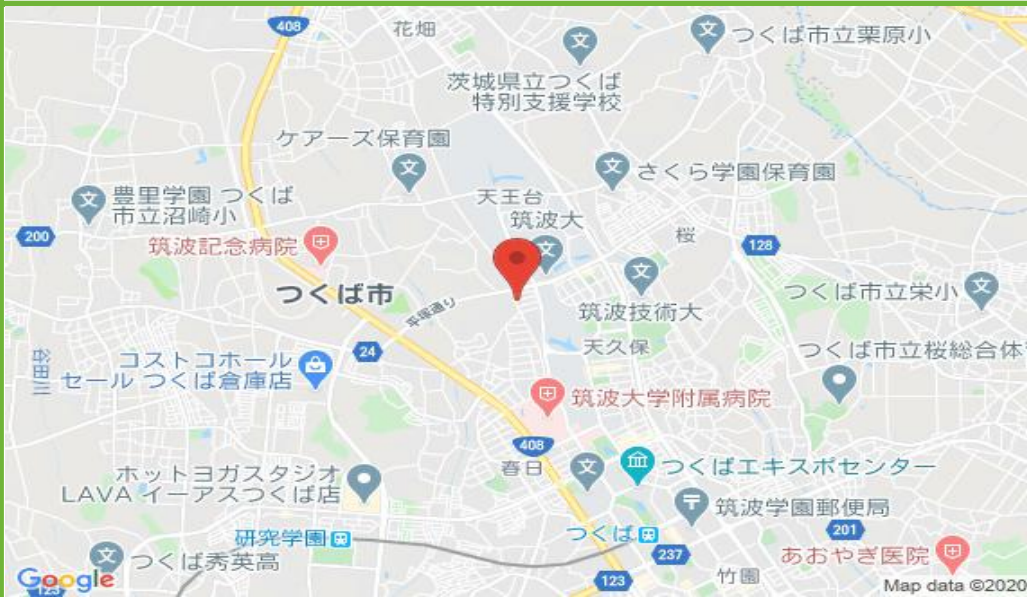 408
花畑
つくば市立栗原小
茨城県立つくば
特別支援学校
ケアーズ保育園
さくら学園保育園
豊里学園 つくば
市立沼崎小
天王台
筑波大
200
筑波記念病院
桜
128
つくば市
平塚通り
筑波技術大
つくば市立栄小
谷田川
コストコホール
セール つくば倉庫店
24
天久保
つくば市立桜総合体
筑波大学附属病院
408
春日
つくばエキスポセンター
ホットヨガスタジオ
LAVA イーアスつくば店
筑波学園郵便局
研究学園
つくば
201
237
あおやぎ医院
つくば秀英高
竹園
Google
123
123
Map data ©2020